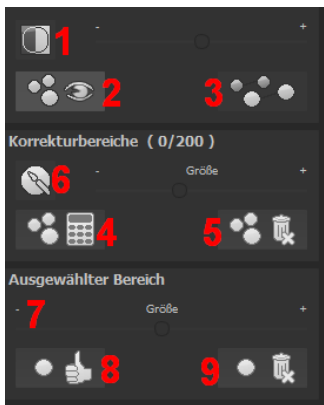 - +
1
2 3
Korrekturbereiche ( 0/200 )
6 - Größe +
4 5
Ausgewählter Bereich
- 7 Größe +
8 9